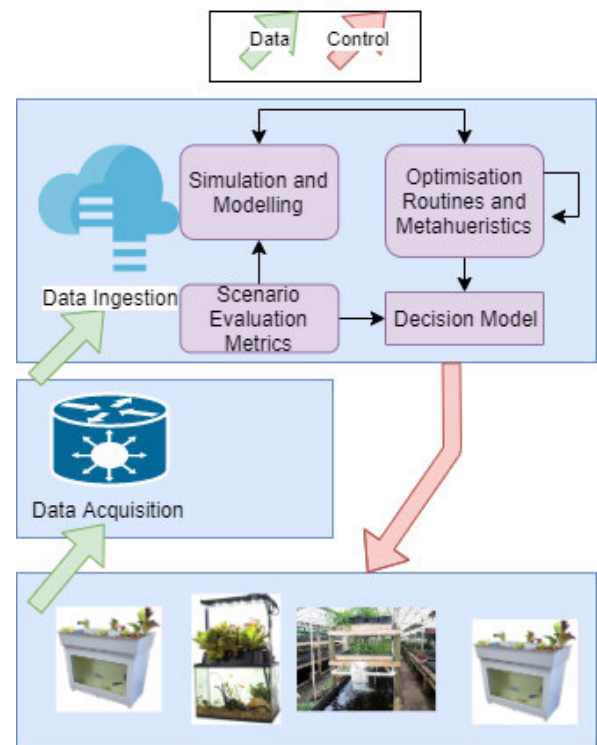 Data
Control
Simulation and
Modelling
Optimisation
Routines and
Metahueristics
Data Ingestion
Scenario
Evaluation
Metrics
Decision Model
Data Acquisition